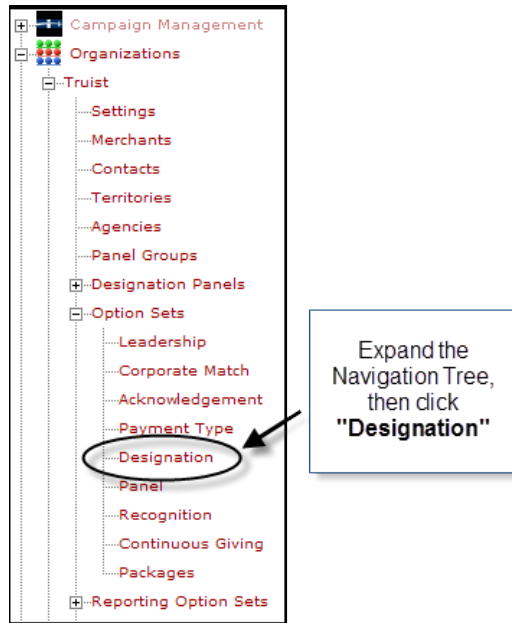 Campaign Management
Organizations
Truist
Settings
Merchants
Contacts
Territories
Agencies
Panel Groups
Designation Panels
Option Sets
Leadership
Corporate Match
Acknowledgement
Payment Type
Designation
Panel
Recognition
Continuous Giving
Packages
Reporting Option Sets
Expand the
Navigation Tree,
then click
"Designation"